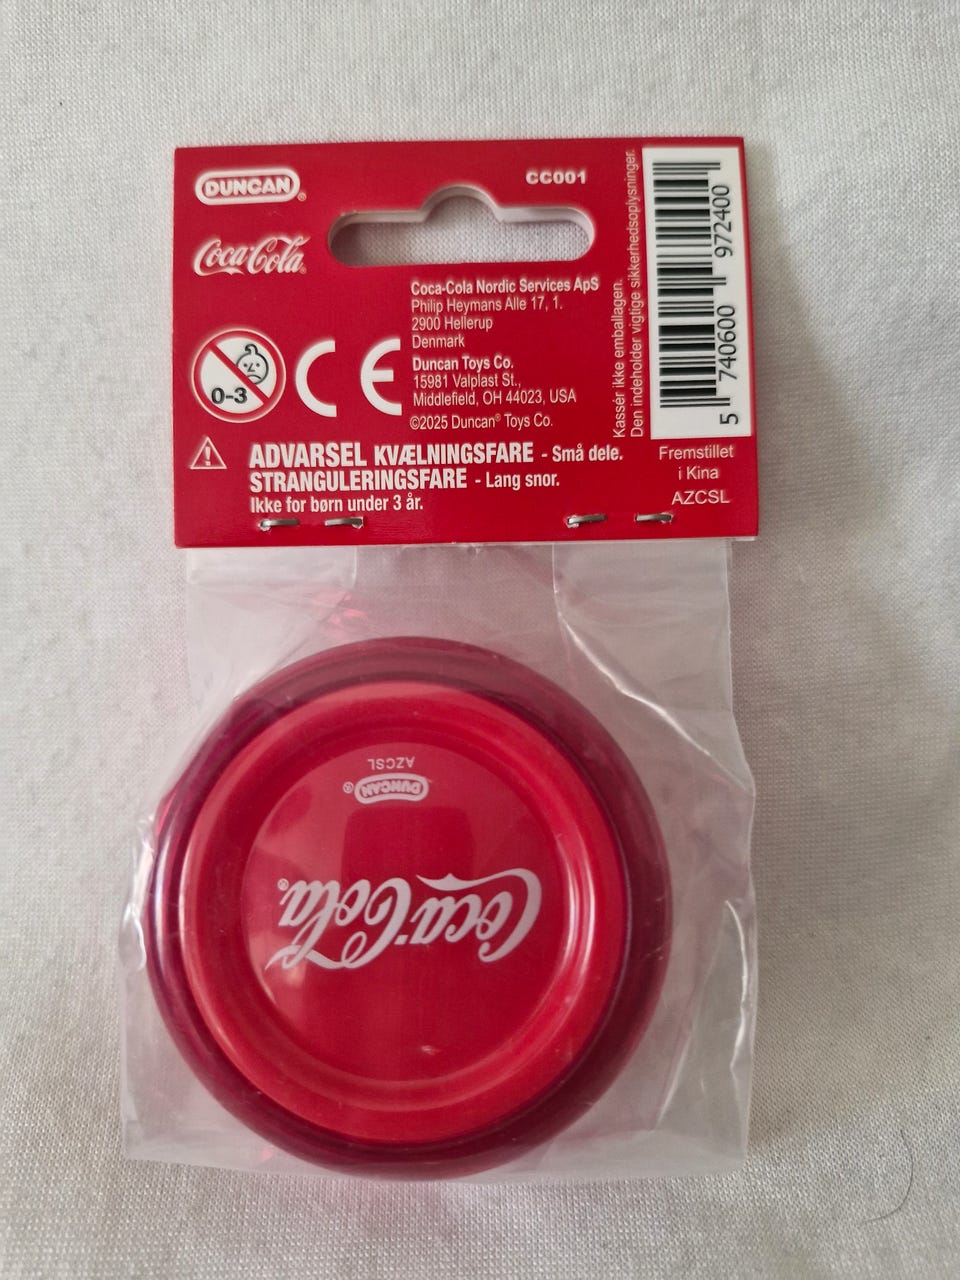 DUNCAN®
CC001
Coca-Cola®
Coca-Cola Nordic Services ApS
Philip Heymans Alle 17, 1.
2900 Hellerup
Denmark
Duncan Toys Co.
15981 Valplast St.,
Middlefield, OH 44023, USA
©2025 Duncan® Toys Co.
0-3
CE
Kassér ikke emballagen.
Den indeholder vigtige sikkerhedsoplysninger.
5 740600 972400
ADVARSEL KVÆLNINGSFARE - Små dele.
STRANGULERINGSFARE - Lang snor.
Ikke for børn under 3 år.
Fremstillet
i Kina
AZCSL
Coca-Cola®
DUNCAN®
AZCSL